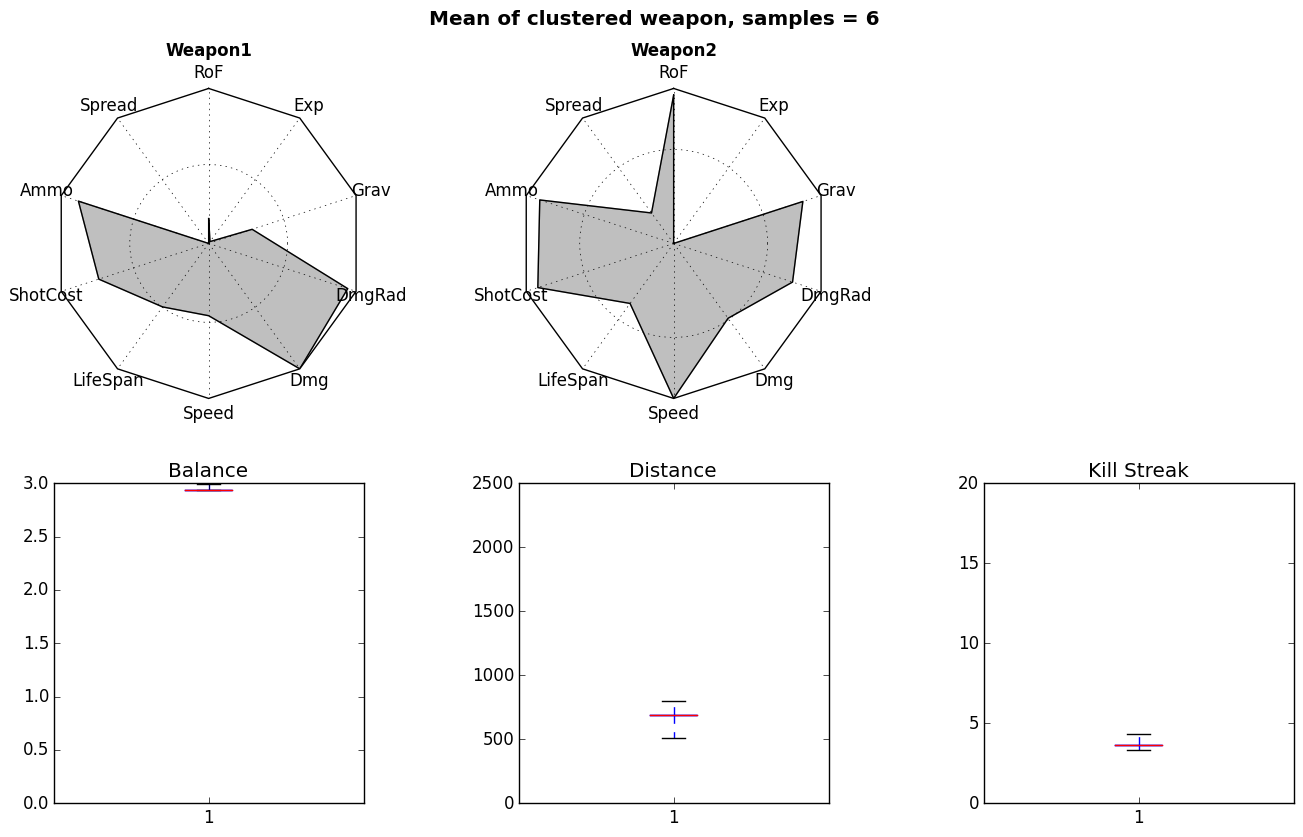 Mean of clustered weapon, samples = 6
Weapon1
RoF
Spread
Exp
Ammo
Grav
ShotCost
DmgRad
LifeSpan
Dmg
Speed
Weapon2
RoF
Spread
Exp
Ammo
Grav
ShotCost
DmgRad
LifeSpan
Dmg
Speed
Balance
3.0
2.5
2.0
1.5
1.0
0.5
0.0
1
Distance
2500
2000
1500
1000
500
0
1
Kill Streak
20
15
10
5
0
1